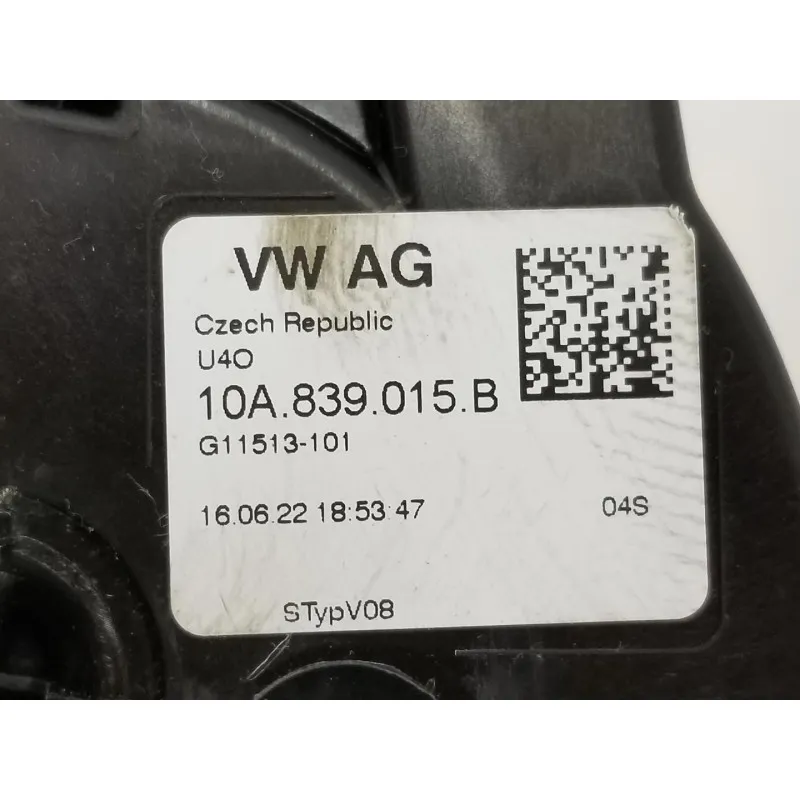 VW AG
Czech Republic
U4O
10A.839.015.B
G11513-101
16.06.22 18:53:47 04S
STypV08